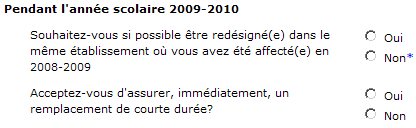 Pendant l'année scolaire 2009-2010
Souhaitez-vous si possible être redésigné(e) dans le
même établissement où vous avez été affecté(e) en
2008-2009
Oui
Non*
Acceptez-vous d'assurer, immédiatement, un
remplacement de courte durée?
Oui
Non